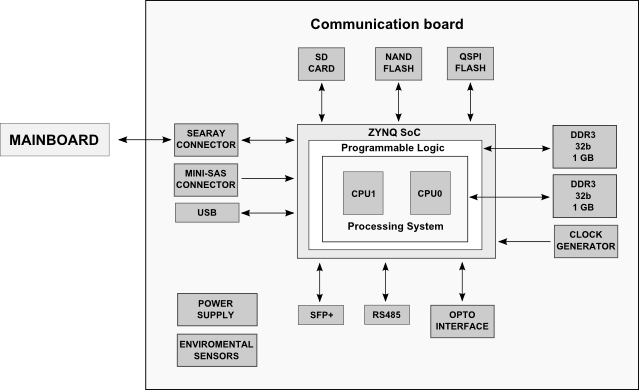 Communication board
SD
CARD
NAND
FLASH
QSPI
FLASH
MAINBOARD
SEARAY
CONNECTOR
MINI-SAS
CONNECTOR
USB
ZYNQ SoC
Programmable Logic
CPU1
CPU0
Processing System
DDR3
32b
1 GB
DDR3
32b
1 GB
CLOCK
GENERATOR
SFP+
RS485
OPTO
INTERFACE
POWER
SUPPLY
ENVIROMENTAL
SENSORS